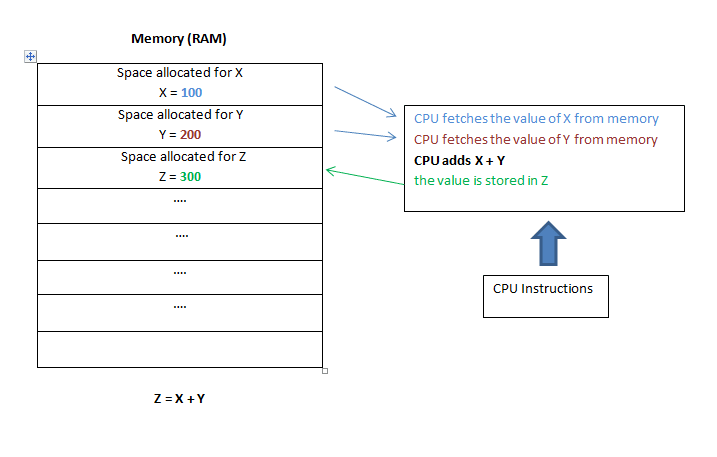 Memory (RAM)
Space allocated for X
X = 100
Space allocated for Y
Y = 200
Space allocated for Z
Z = 300
....
....
....
....
Z = X + Y
CPU fetches the value of X from memory
CPU fetches the value of Y from memory
CPU adds X + Y
the value is stored in Z
CPU Instructions